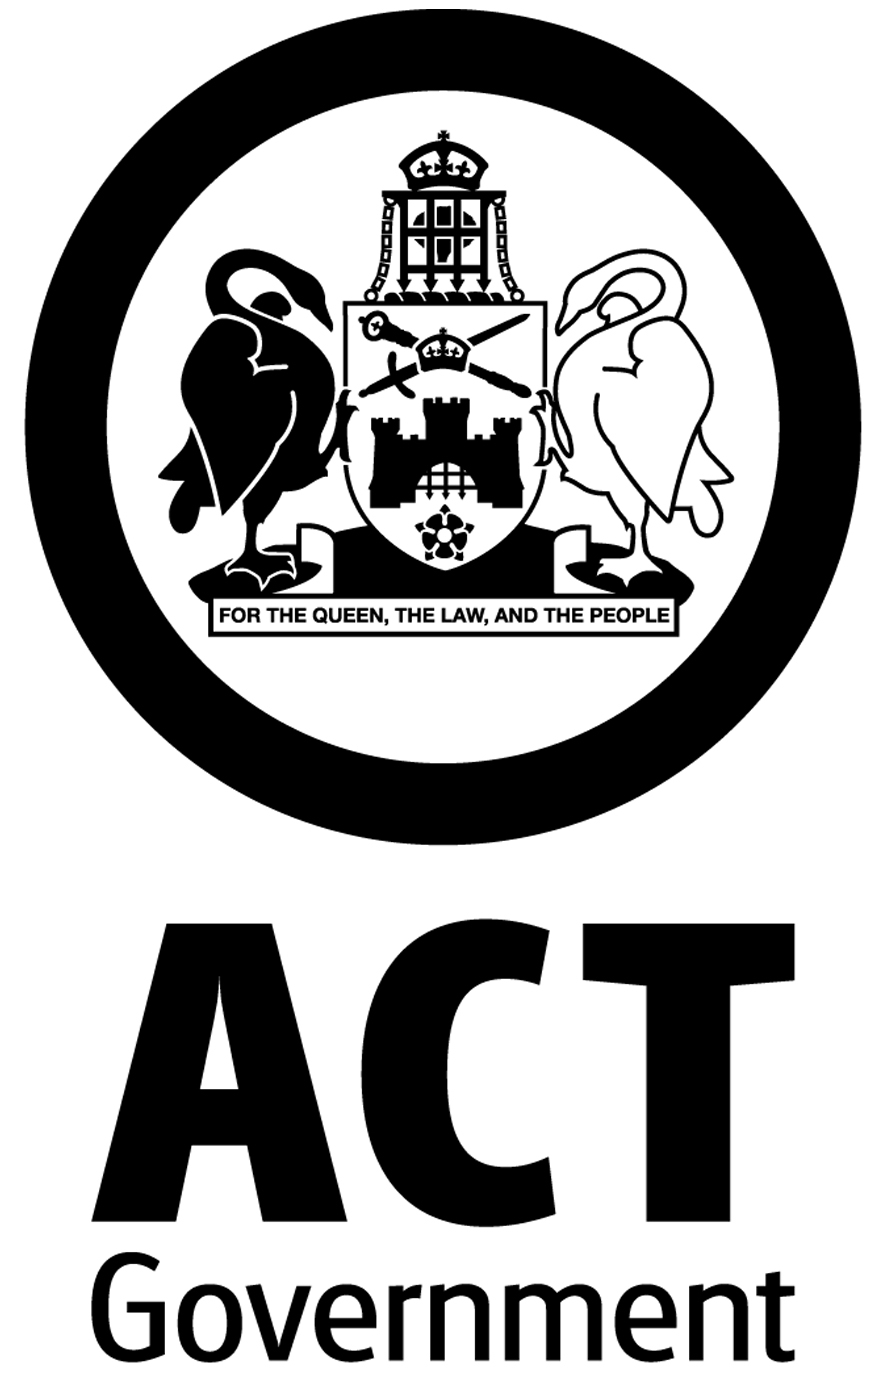 FOR THE QUEEN, THE LAW, AND THE PEOPLE
ACT
Government